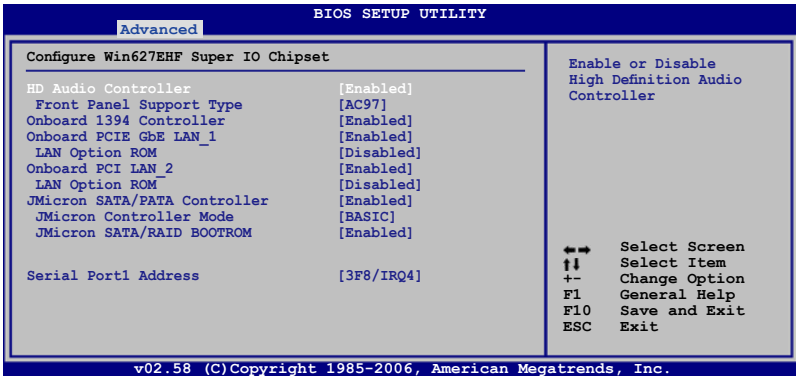 BIOS SETUP UTILITY
Advanced
Configure Win627EHF Super IO Chipset
HD Audio Controller [Enabled]
Front Panel Support Type [AC97]
Onboard 1394 Controller [Enabled]
Onboard PCIE GbE LAN_1 [Enabled]
LAN Option ROM [Disabled]
Onboard PCI LAN_2 [Enabled]
LAN Option ROM [Disabled]
JMicron SATA/PATA Controller [Enabled]
JMicron Controller Mode [BASIC]
JMicron SATA/RAID BOOTROM [Enabled]
Serial Port1 Address [3F8/IRQ4]
Enable or Disable
High Definition Audio
Controller
←→ Select Screen
↑↓ Select Item
+- Change Option
F1 General Help
F10 Save and Exit
ESC Exit
v02.58 (C)Copyright 1985-2006, American Megatrends, Inc.